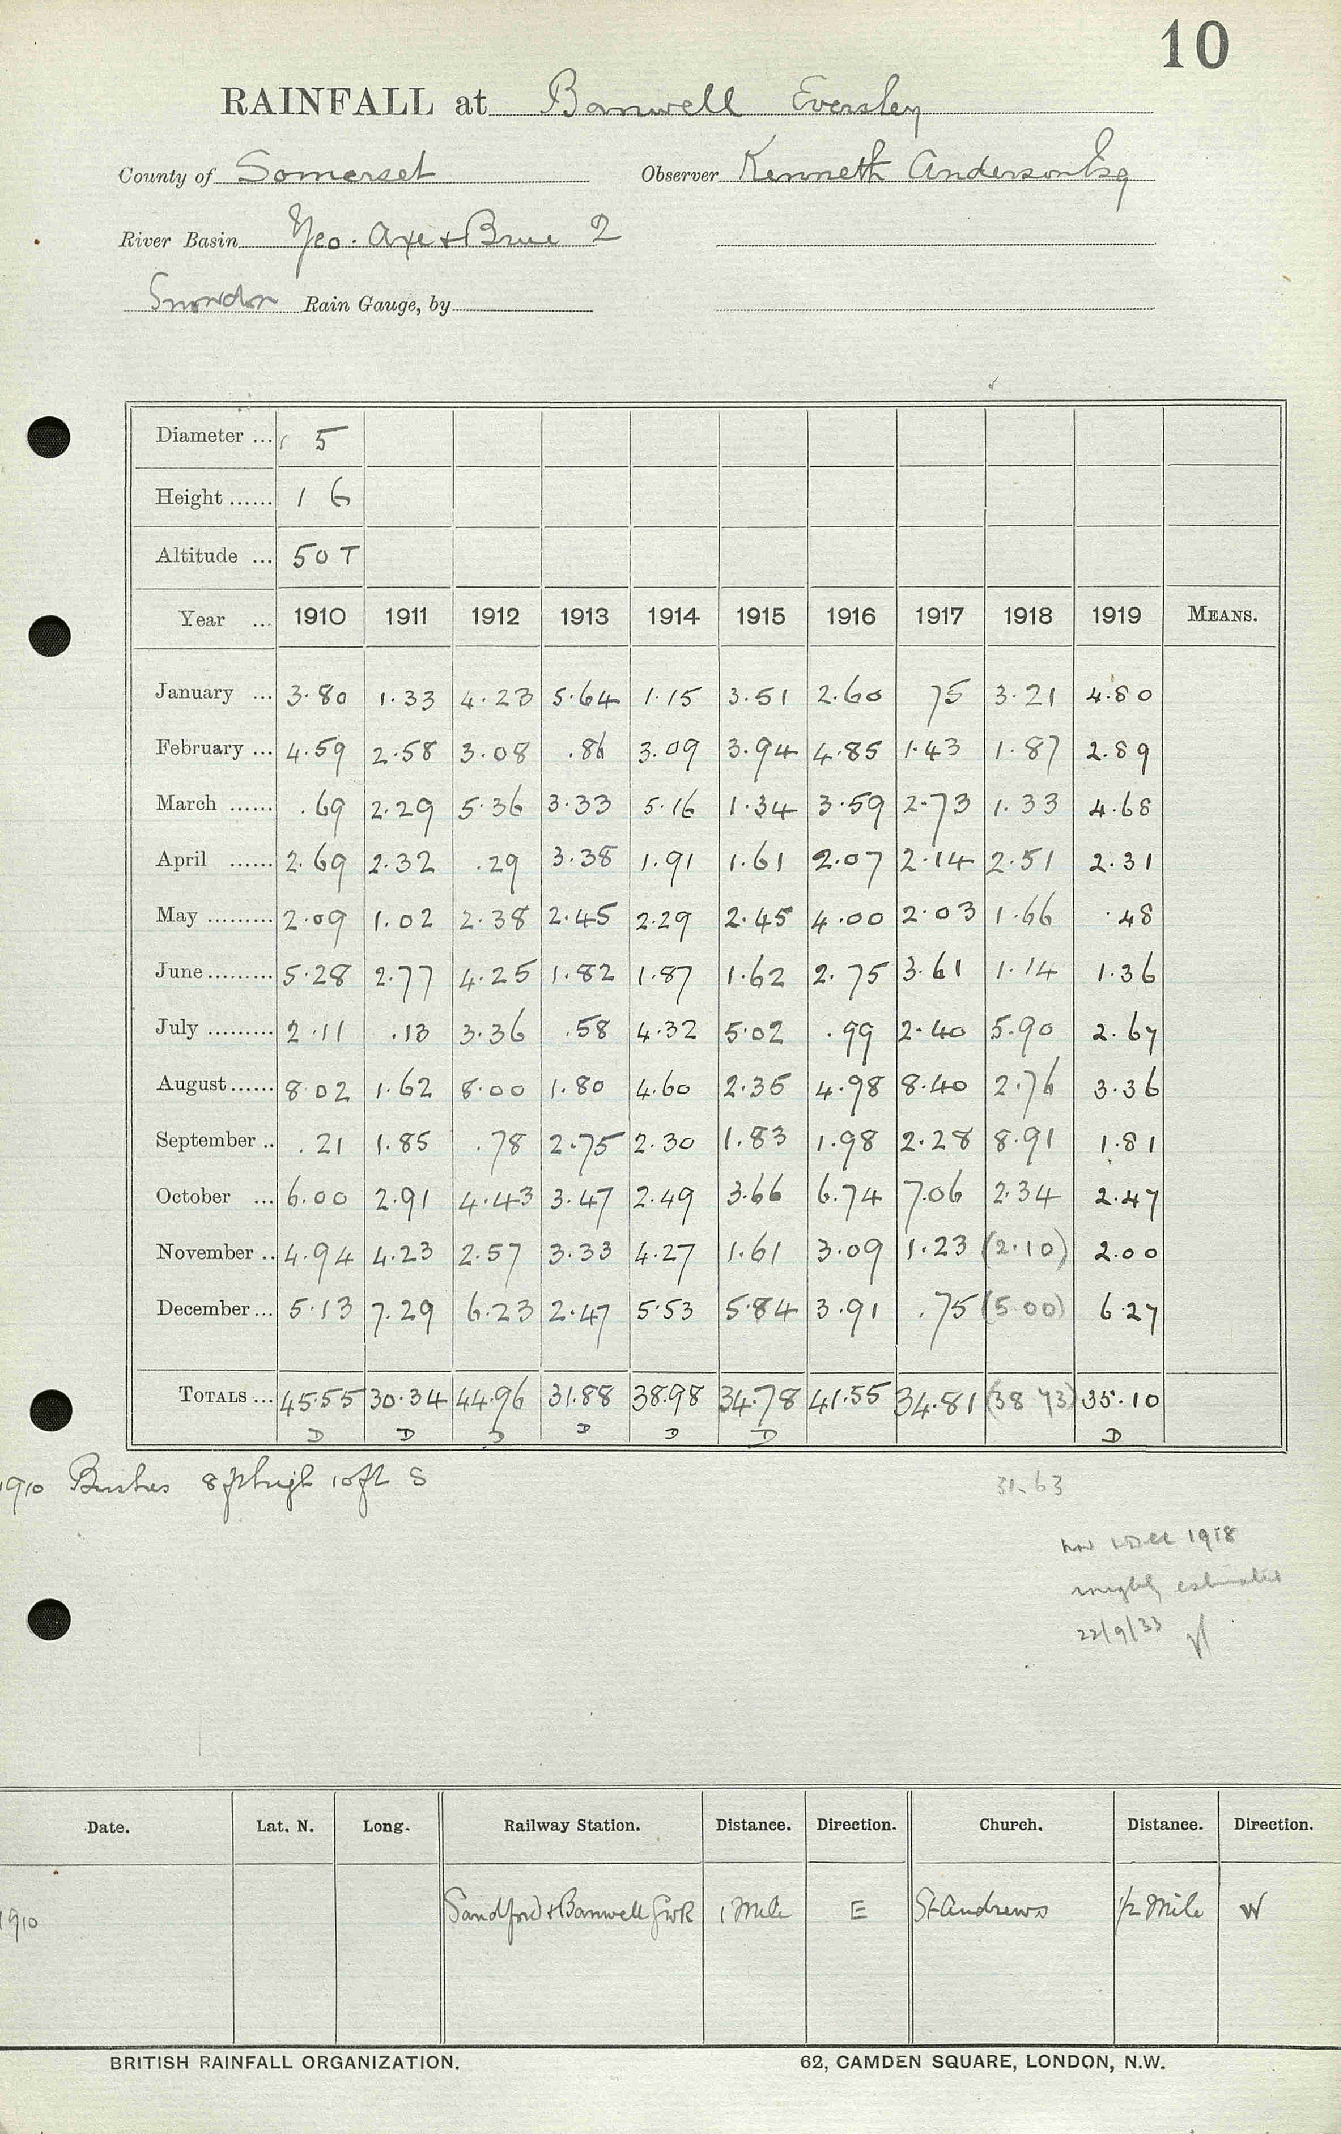 10
RAINFALL at Banwell Eversley
County of Somerset Observer Kenneth Anderson Esq
River Basin Yeo. Axe & Brue 2
Snowdon Rain Gauge, by
Diameter ... 5
Height ...... 1 6
Altitude ... 50 T
Year ... 1910 1911 1912 1913 1914 1915 1916 1917 1918 1919 MEANS.
January ... 3.80 1.33 4.23 5.64 1.15 3.51 2.60 75 3.21 4.80
February ... 4.59 2.58 3.08 .86 3.09 3.94 4.85 1.43 1.87 2.89
March ...... .69 2.29 5.36 3.33 5.16 1.34 3.59 2.73 1.33 4.68
April ...... 2.69 2.32 .29 3.38 1.91 1.61 2.07 2.14 2.51 2.31
May ......... 2.09 1.02 2.38 2.45 2.29 2.45 4.00 2.03 1.66 .48
June ......... 5.28 2.77 4.25 1.82 1.87 1.62 2.75 3.61 1.14 1.36
July ......... 2.11 .13 3.36 .58 4.32 5.02 .99 2.40 5.90 2.67
August ...... 8.02 1.62 8.00 1.80 4.60 2.35 4.98 8.40 2.76 3.36
September .. .21 1.85 .78 2.75 2.30 1.83 1.98 2.28 8.91 1.81
October ... 6.00 2.91 4.43 3.47 2.49 3.66 6.74 7.06 2.34 2.47
November .. 4.94 4.23 2.57 3.33 4.27 1.61 3.09 1.23 (2.10) 2.00
December ... 5.13 7.29 6.23 2.47 5.53 5.84 3.91 .75 (5.00) 6.27
TOTALS ... 45.55 30.34 44.96 31.88 38.98 34.78 41.55 34.81 (38 73) 35.10
D D D D D D D
1910 Bushes 8ft high 10ft S
31.63
Nov & Dec 1918
roughly estimated
22/9/33
Date. Lat. N. Long. Railway Station. Distance. Direction. Church. Distance. Direction.
1910 Sandford & Banwell GWR 1 Mile E St Andrews 1/2 Mile W
BRITISH RAINFALL ORGANIZATION. 62, CAMDEN SQUARE, LONDON, N.W.